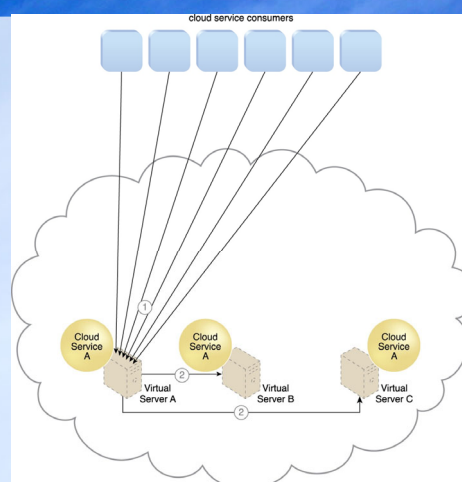 cloud service consumers
1
Cloud
Service
A
Cloud
Service
A
Cloud
Service
A
2
Virtual
Server A
Virtual
Server B
Virtual
Server C
2